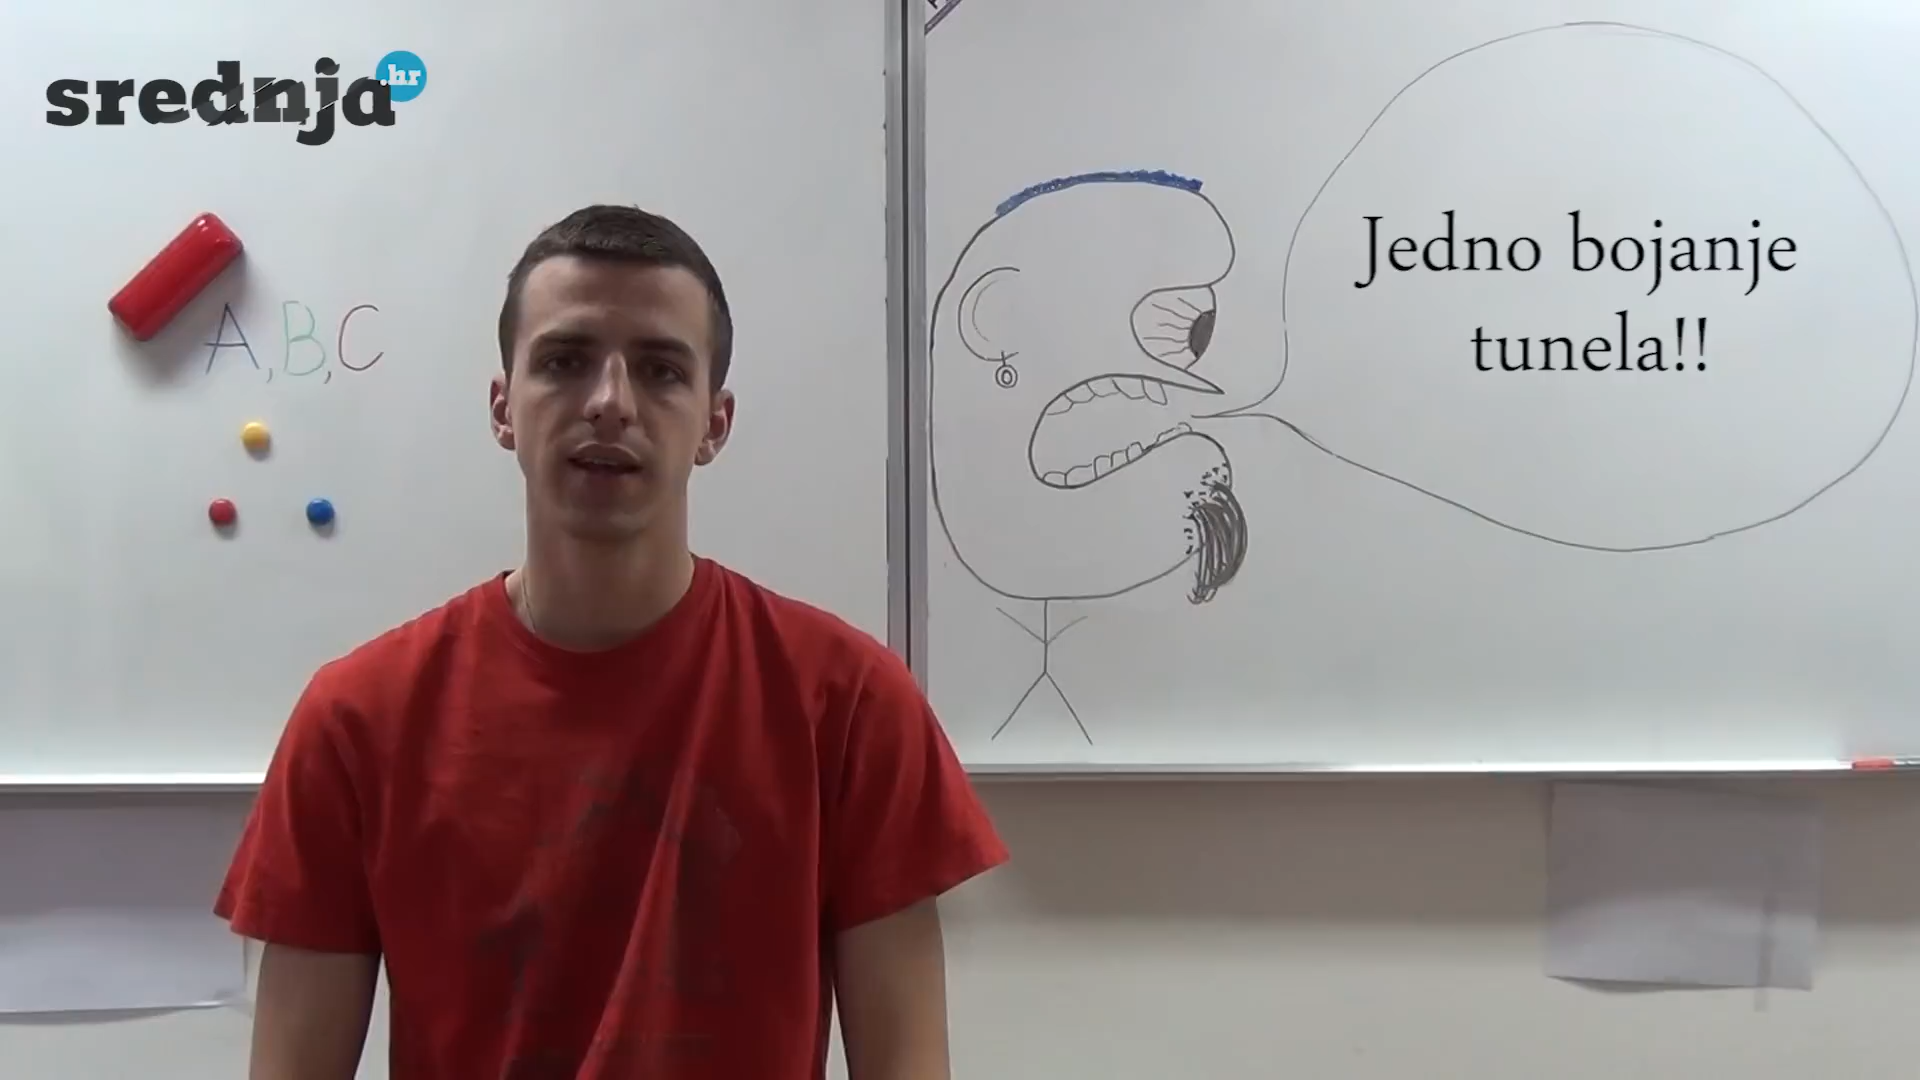 srednja.hr
A, B, C
Jedno bojanje
tunela!!